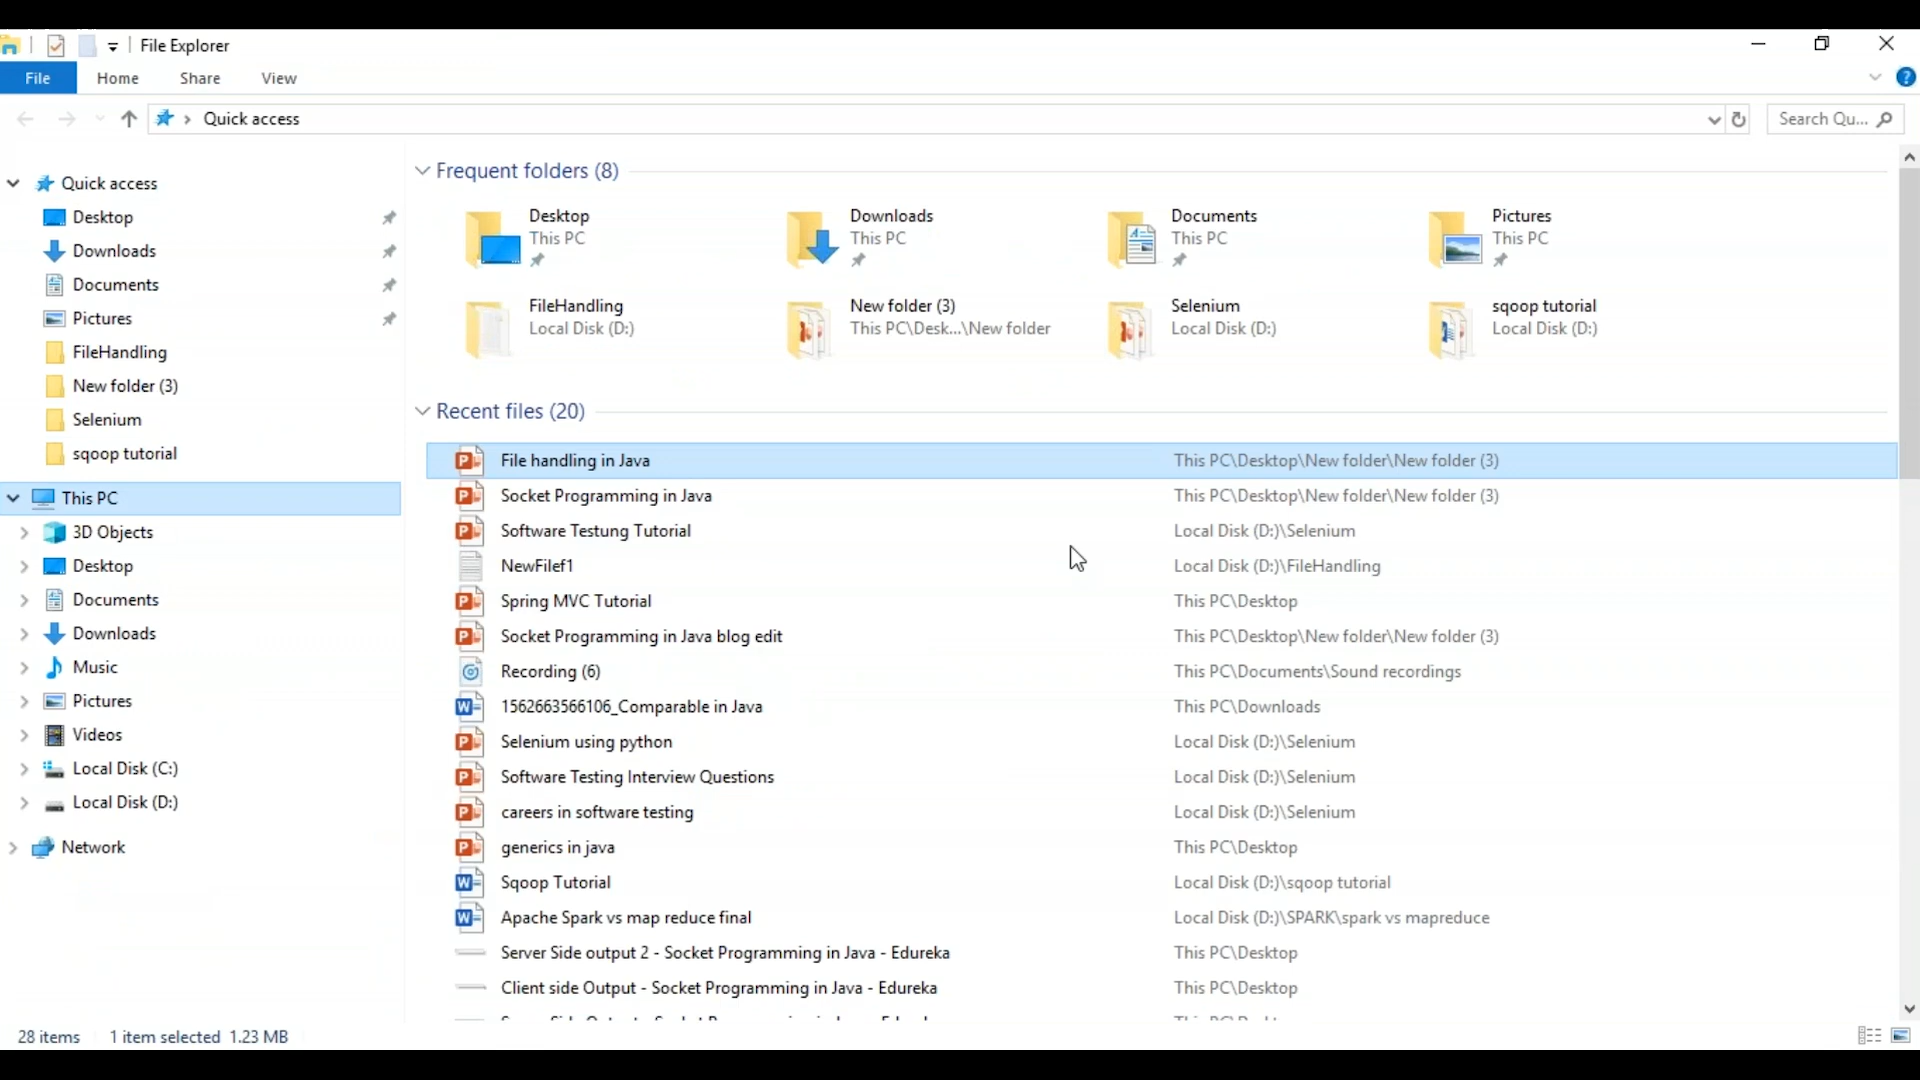 File Explorer
File Home Share View
Quick access
Search Qu...
Quick access
Desktop
Downloads
Documents
Pictures
FileHandling
New folder (3)
Selenium
sqoop tutorial
This PC
3D Objects
Desktop
Documents
Downloads
Music
Pictures
Videos
Local Disk (C:)
Local Disk (D:)
Network
Frequent folders (8)
Desktop
This PC
Downloads
This PC
Documents
This PC
Pictures
This PC
FileHandling
Local Disk (D:)
New folder (3)
This PC\Desk...\New folder
Selenium
Local Disk (D:)
sqoop tutorial
Local Disk (D:)
Recent files (20)
File handling in Java This PC\Desktop\New folder\New folder (3)
Socket Programming in Java This PC\Desktop\New folder\New folder (3)
Software Testung Tutorial Local Disk (D:)\Selenium
NewFilef1 Local Disk (D:)\FileHandling
Spring MVC Tutorial This PC\Desktop
Socket Programming in Java blog edit This PC\Desktop\New folder\New folder (3)
Recording (6) This PC\Documents\Sound recordings
1562663566106_Comparable in Java This PC\Downloads
Selenium using python Local Disk (D:)\Selenium
Software Testing Interview Questions Local Disk (D:)\Selenium
careers in software testing Local Disk (D:)\Selenium
generics in java This PC\Desktop
Sqoop Tutorial Local Disk (D:)\sqoop tutorial
Apache Spark vs map reduce final Local Disk (D:)\SPARK\spark vs mapreduce
Server Side output 2 - Socket Programming in Java - Edureka This PC\Desktop
Client side Output - Socket Programming in Java - Edureka This PC\Desktop
28 items 1 item selected 1.23 MB